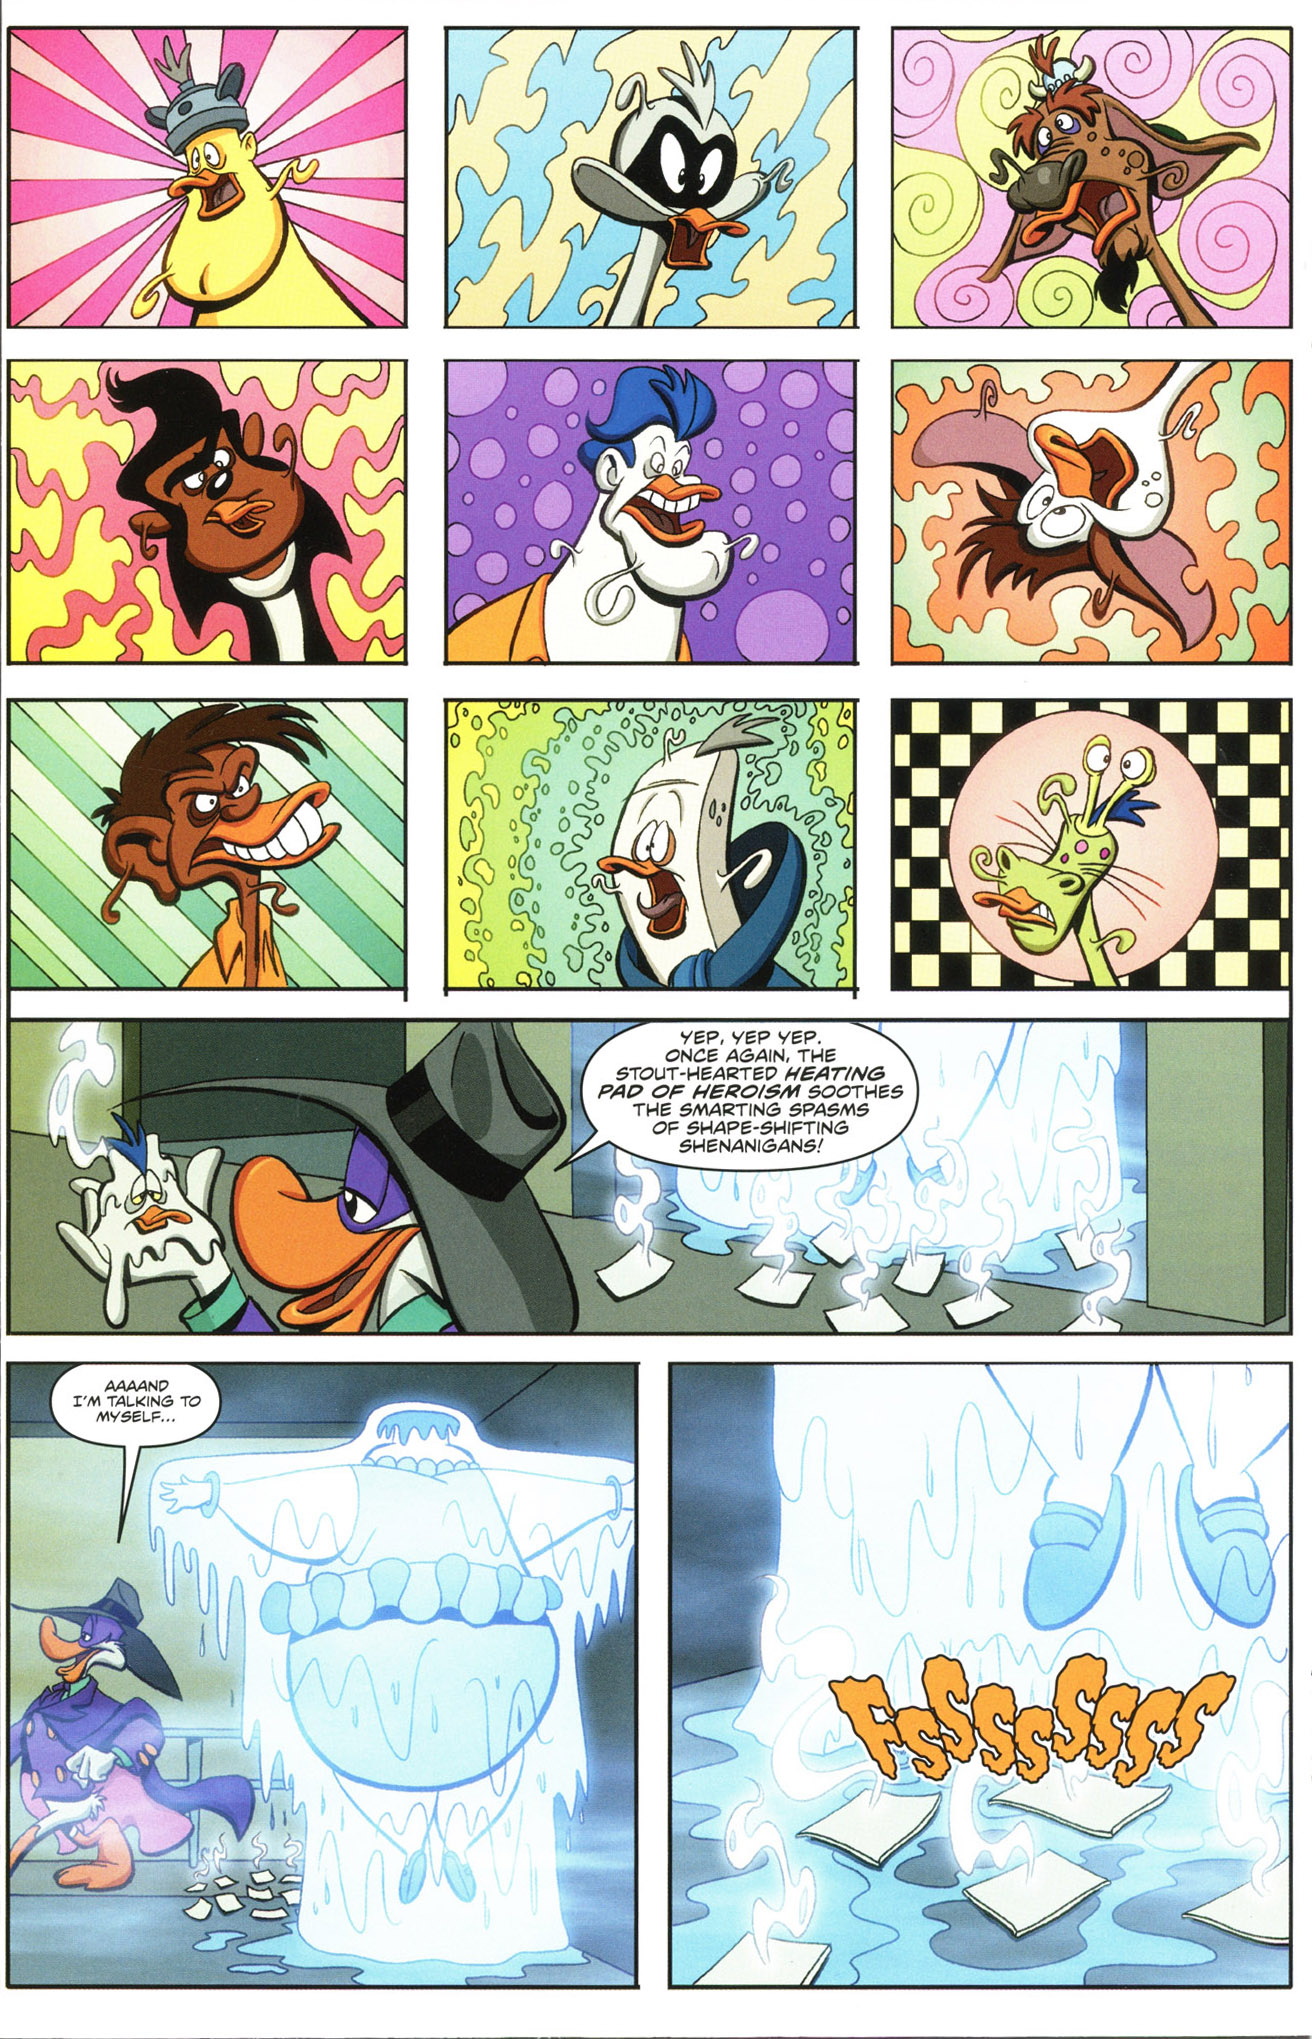 YEP, YEP YEP.
ONCE AGAIN, THE
STOUT-HEARTED HEATING
PAD OF HEROISM SOOTHES
THE SMARTING SPASMS
OF SHAPE-SHIFTING
SHENANIGANS!
AAAAND
I'M TALKING TO
MYSELF...
FSSSSSSSSS